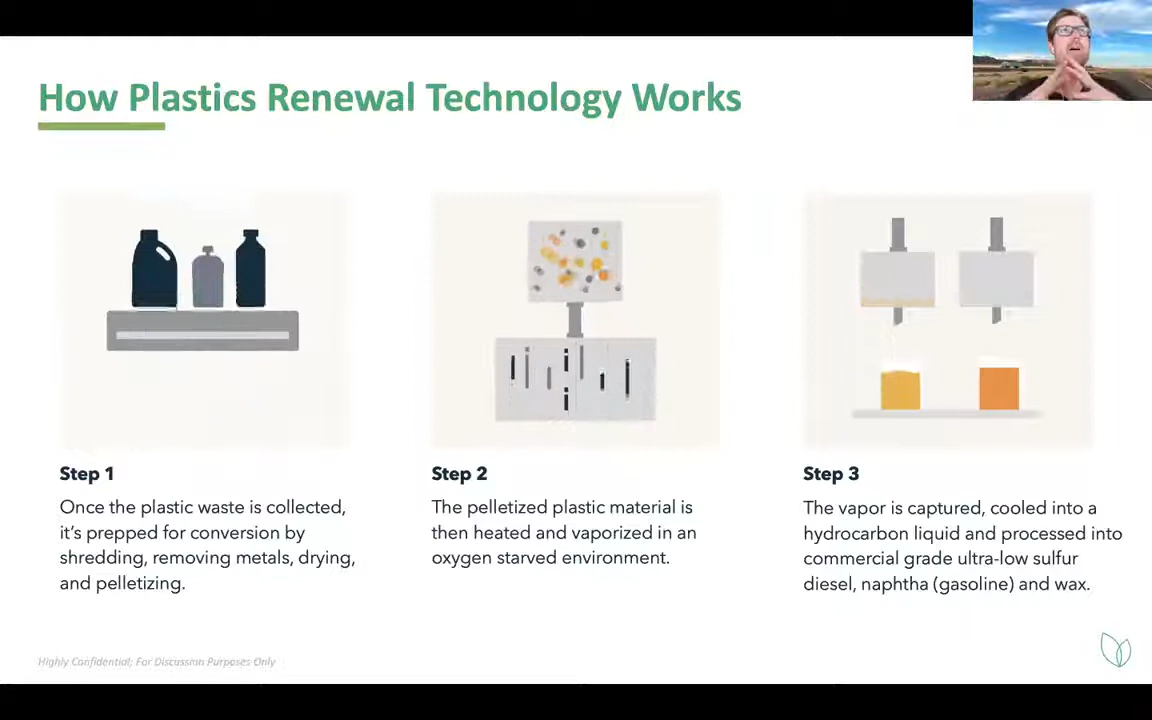 How Plastics Renewal Technology Works
Step 1
Once the plastic waste is collected,
it's prepped for conversion by
shredding, removing metals, drying,
and pelletizing.
Step 2
The pelletized plastic material is
then heated and vaporized in an
oxygen starved environment.
Step 3
The vapor is captured, cooled into a
hydrocarbon liquid and processed into
commercial grade ultra-low sulfur
diesel, naphtha (gasoline) and wax.
Highly Confidential; For Discussion Purposes Only